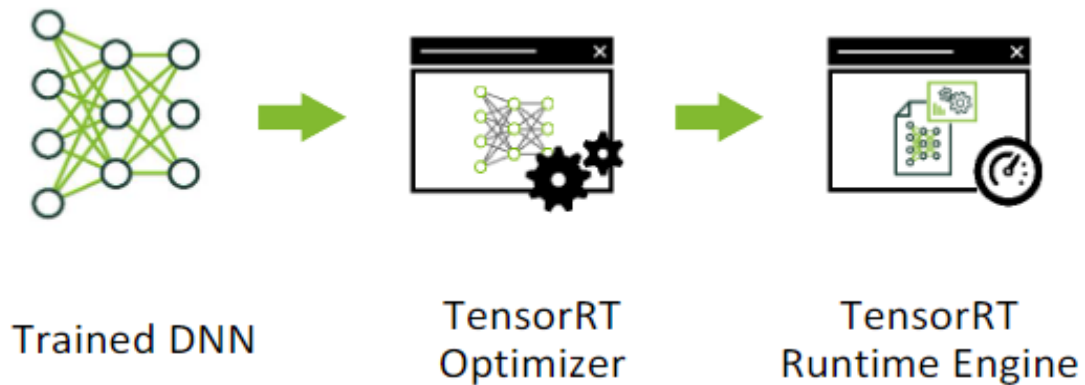 Trained DNN
TensorRT
Optimizer
TensorRT
Runtime Engine